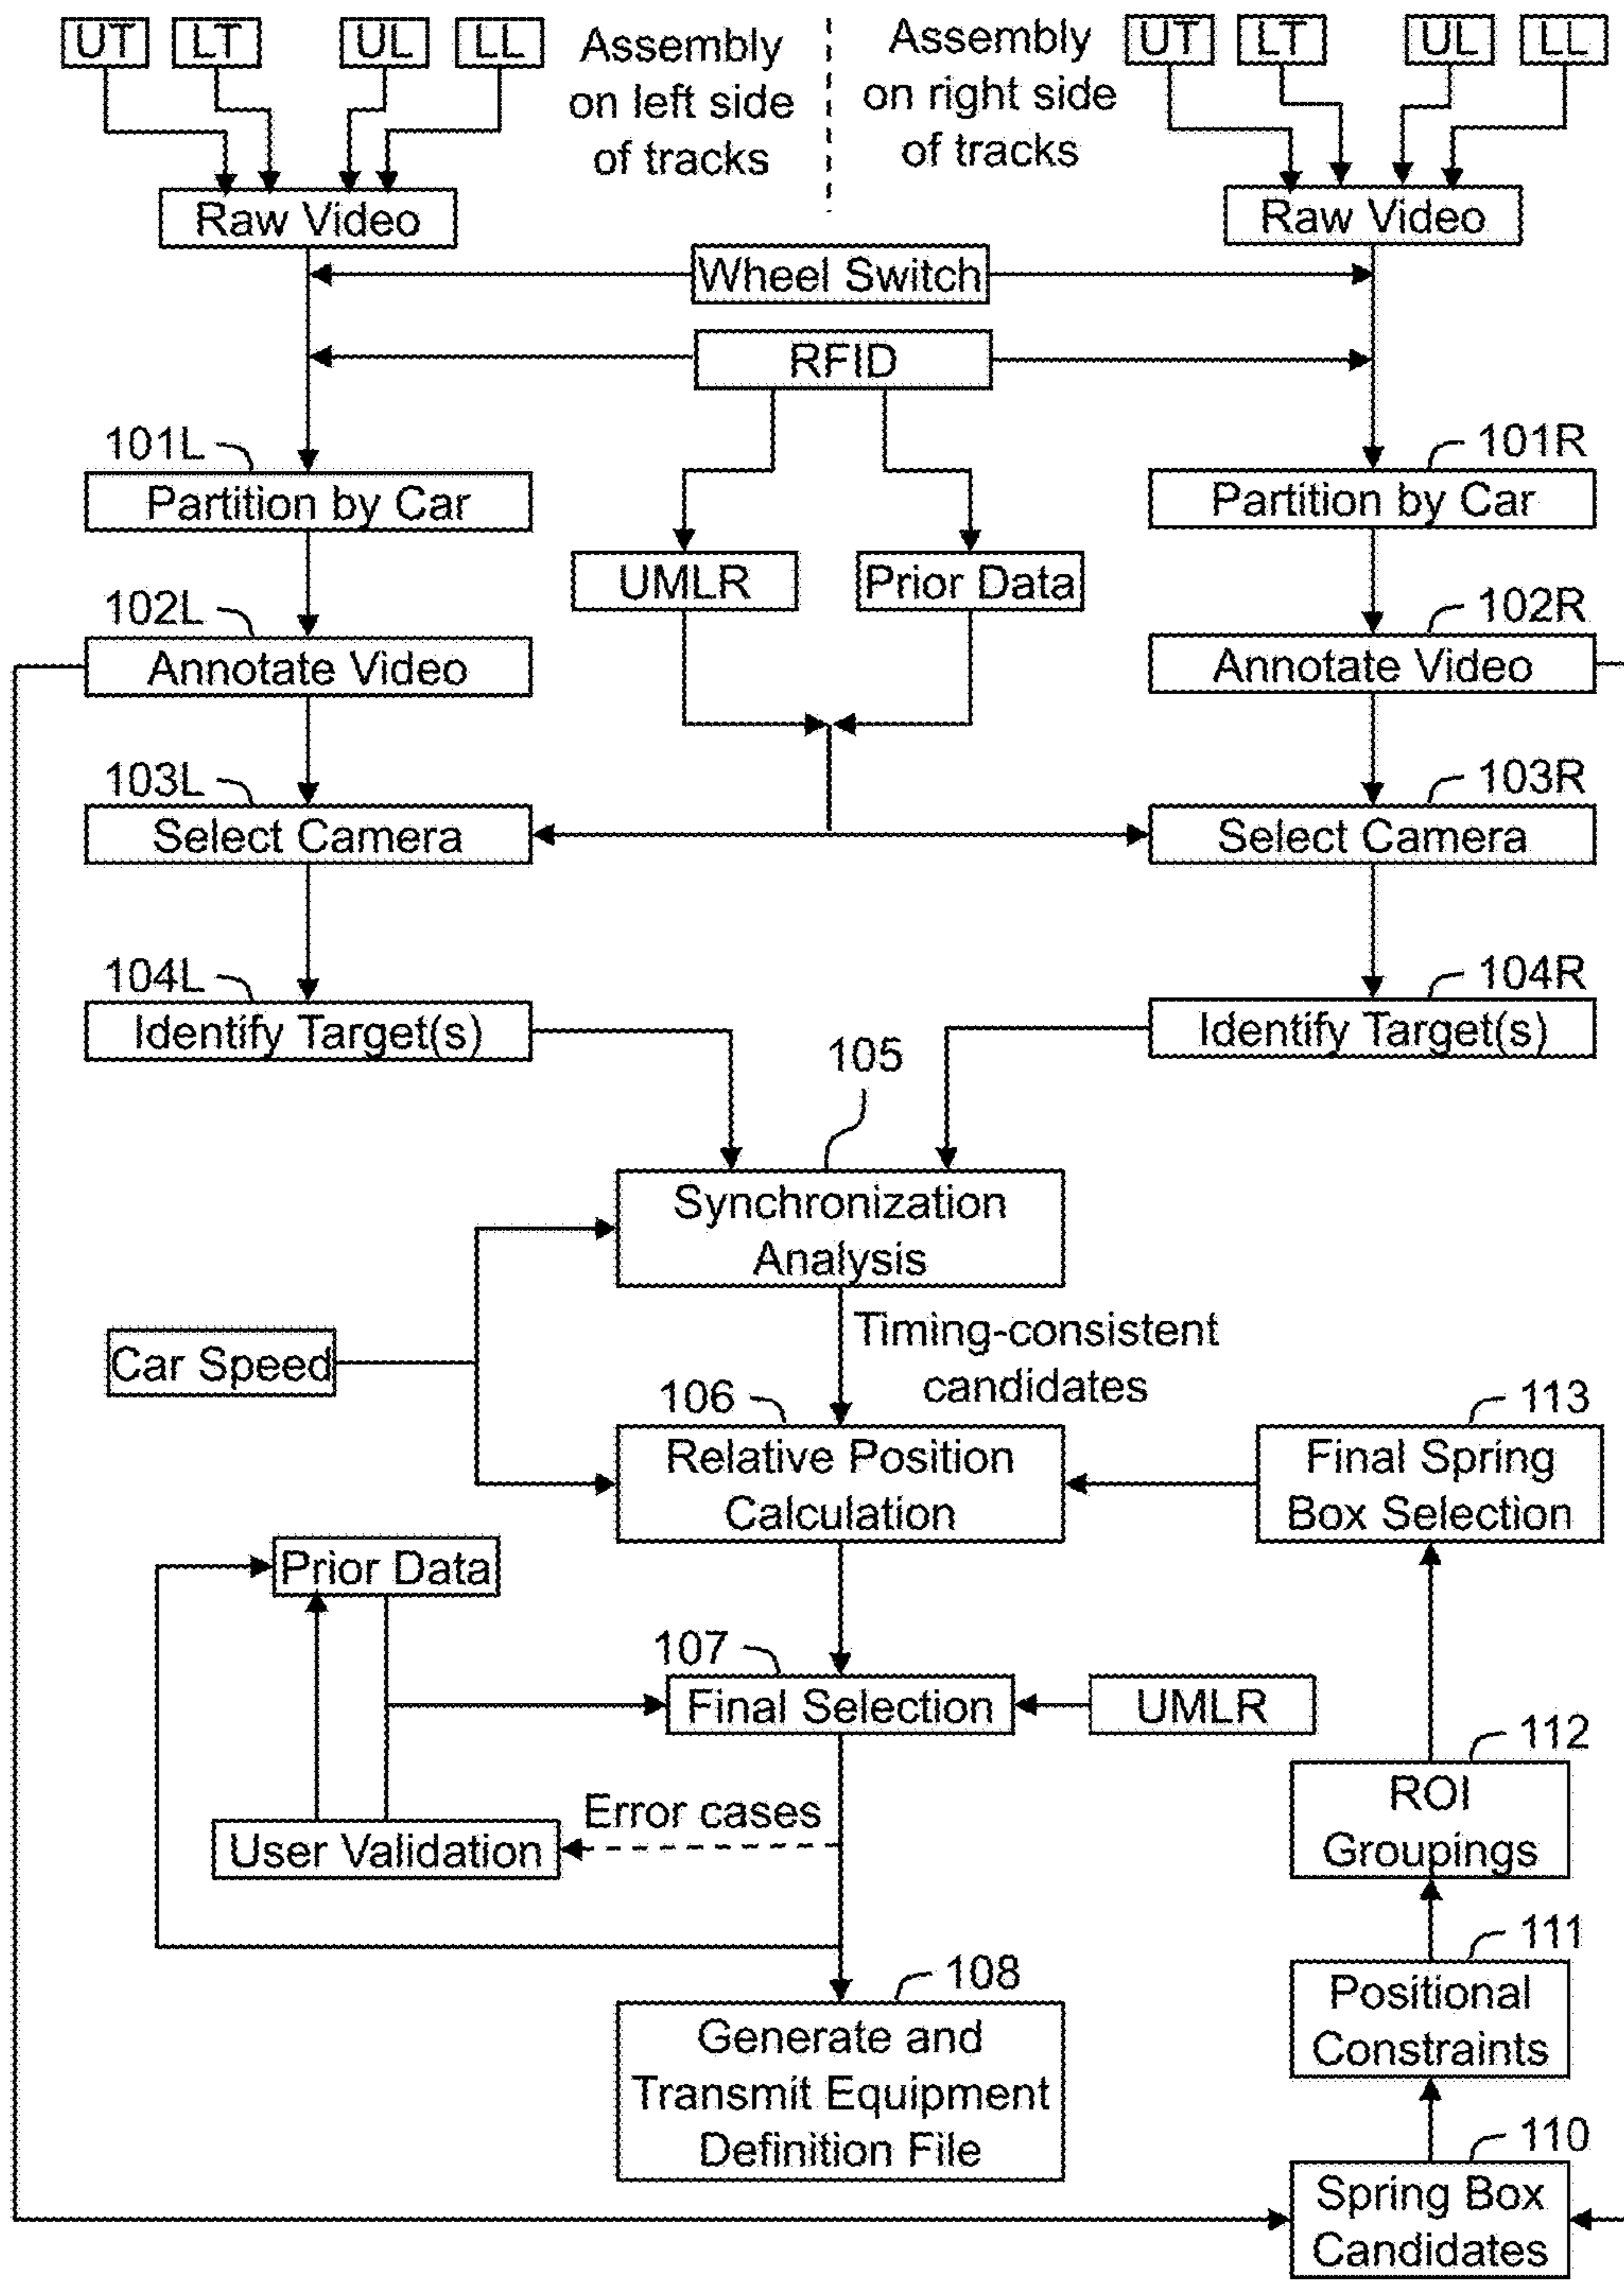 UT LT UL LL
Assembly
on left side
of tracks
Assembly
on right side
of tracks
UT LT UL LL
Raw Video
Raw Video
Wheel Switch
RFID
101L
Partition by Car
101R
Partition by Car
UMLR
Prior Data
102L
Annotate Video
102R
Annotate Video
103L
Select Camera
103R
Select Camera
104L
Identify Target(s)
104R
Identify Target(s)
105
Synchronization
Analysis
Car Speed
Timing-consistent
candidates
106
Relative Position
Calculation
113
Final Spring
Box Selection
Prior Data
107
Final Selection
UMLR
112
ROI
Groupings
Error cases
User Validation
111
Positional
Constraints
108
Generate and
Transmit Equipment
Definition File
110
Spring Box
Candidates